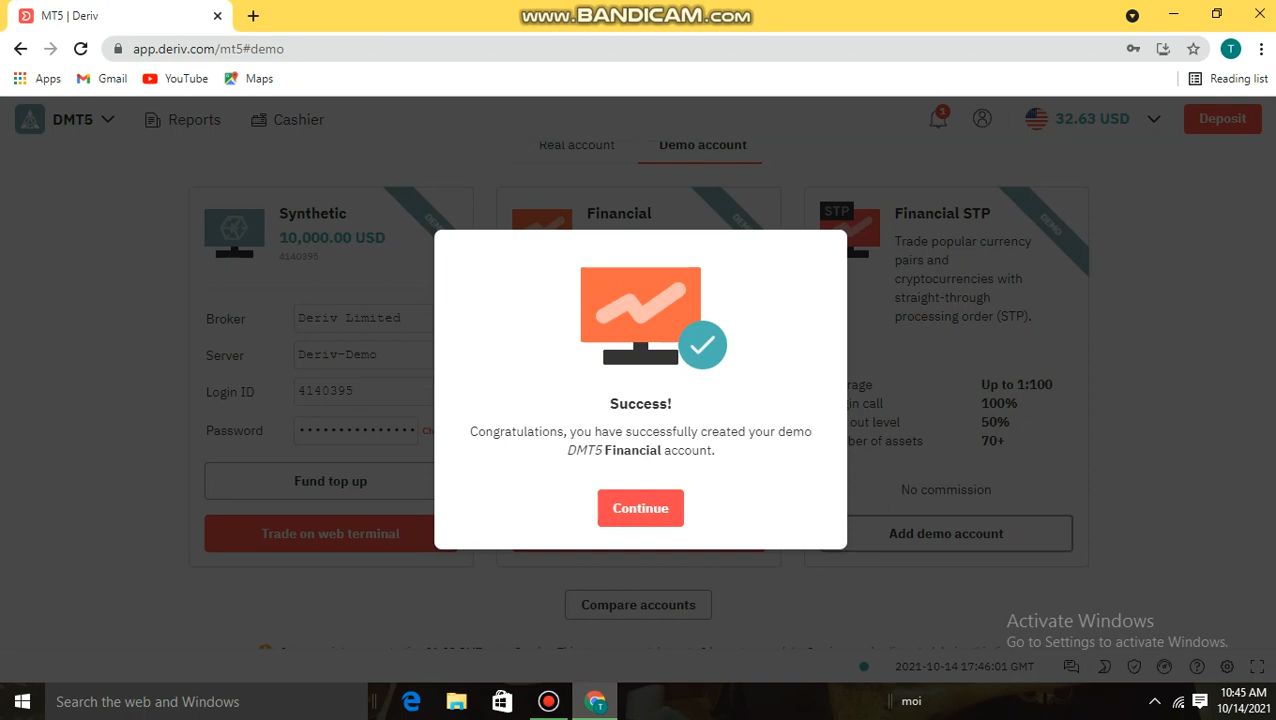 MT5 | Deriv
www.BANDICAM.com
app.deriv.com/mt5#demo
T
Apps
Gmail
YouTube
Maps
Reading list
DMT5
Reports
Cashier
1
32.63 USD
Deposit
Real account
Demo account
Synthetic
10,000.00 USD
4140395
DEMO
Broker
Deriv Limited
Server
Deriv-Demo
Login ID
4140395
Password
••••••••••••••
Fund top up
Trade on web terminal
Financial
STP
Financial STP
DEMO
Trade popular currency
pairs and
cryptocurrencies with
straight-through
processing order (STP).
Up to 1:100
100%
50%
70+
No commission
Add demo account
Success!
Congratulations, you have successfully created your demo
DMT5 Financial account.
Continue
Compare accounts
Activate Windows
Go to Settings to activate Windows.
2021-10-14 17:46:01 GMT
Search the web and Windows
moi
10:45 AM
10/14/2021